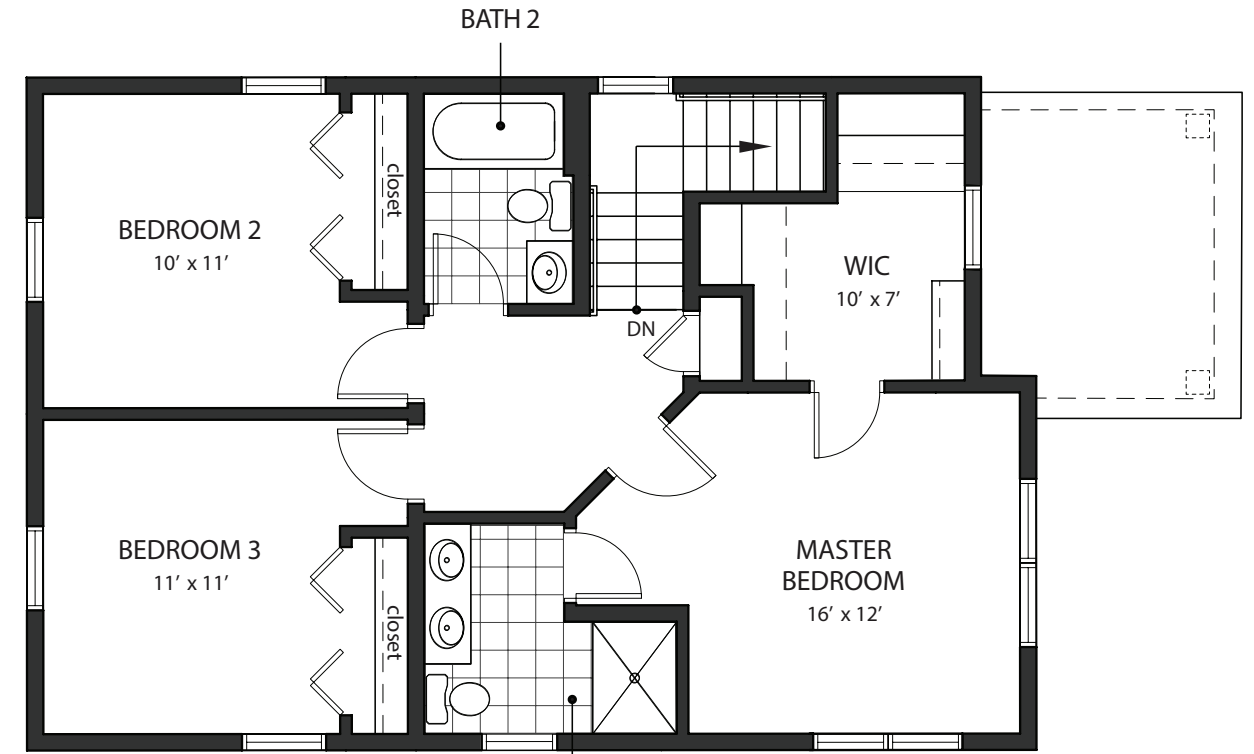 BATH 2
BEDROOM 2
10′ x 11′
closet
WIC
10′ x 7′
DN
BEDROOM 3
11′ x 11′
closet
MASTER
BEDROOM
16′ x 12′